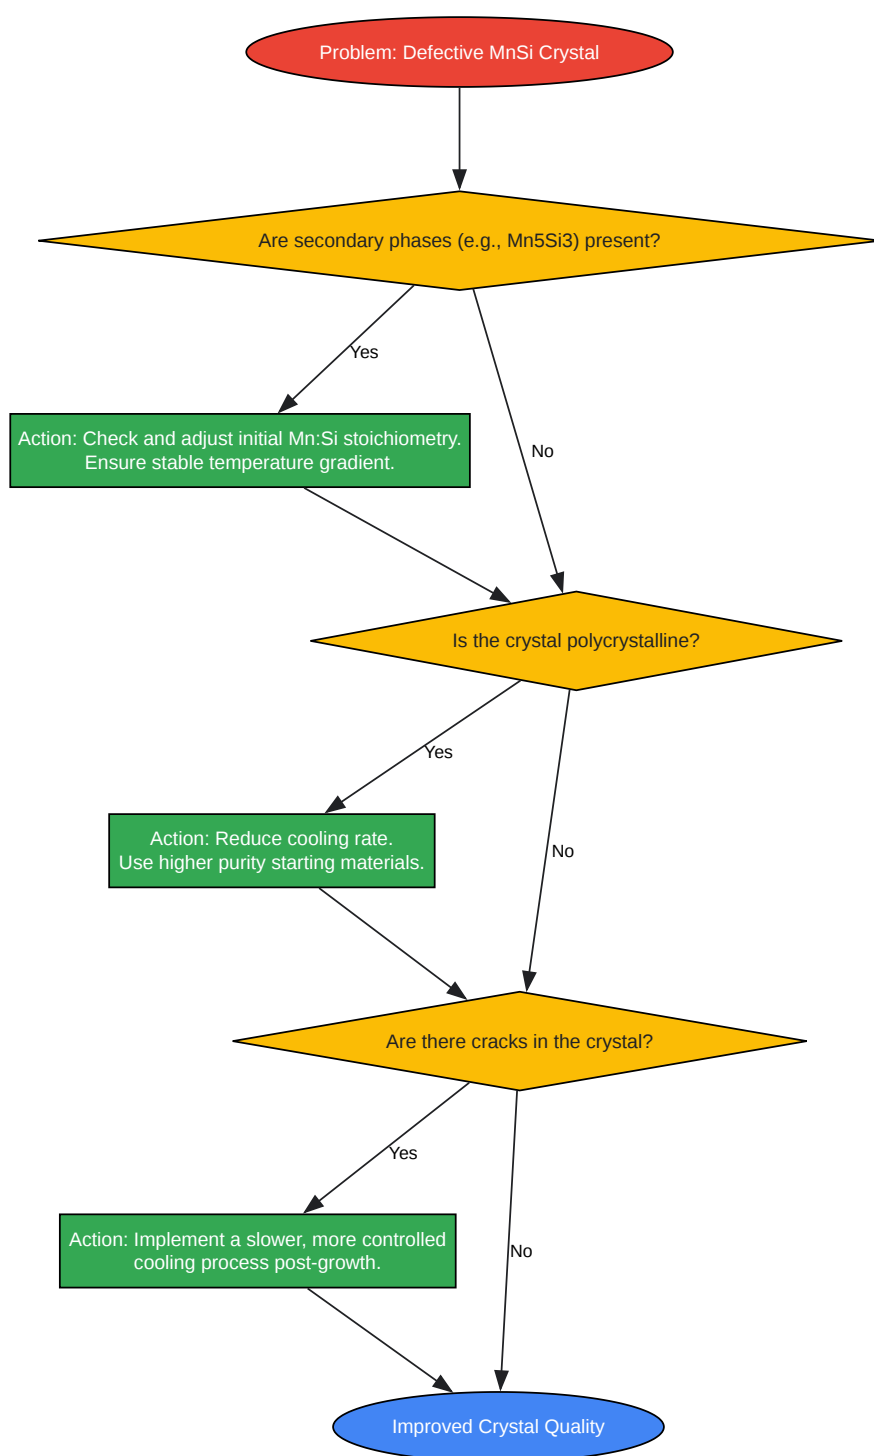 Problem: Defective MnSi Crystal
Are secondary phases (e.g., Mn5Si3) present?
Yes
Action: Check and adjust initial Mn:Si stoichiometry.
Ensure stable temperature gradient.
No
Is the crystal polycrystalline?
Yes
Action: Reduce cooling rate.
Use higher purity starting materials.
No
Are there cracks in the crystal?
Yes
Action: Implement a slower, more controlled
cooling process post-growth.
No
Improved Crystal Quality